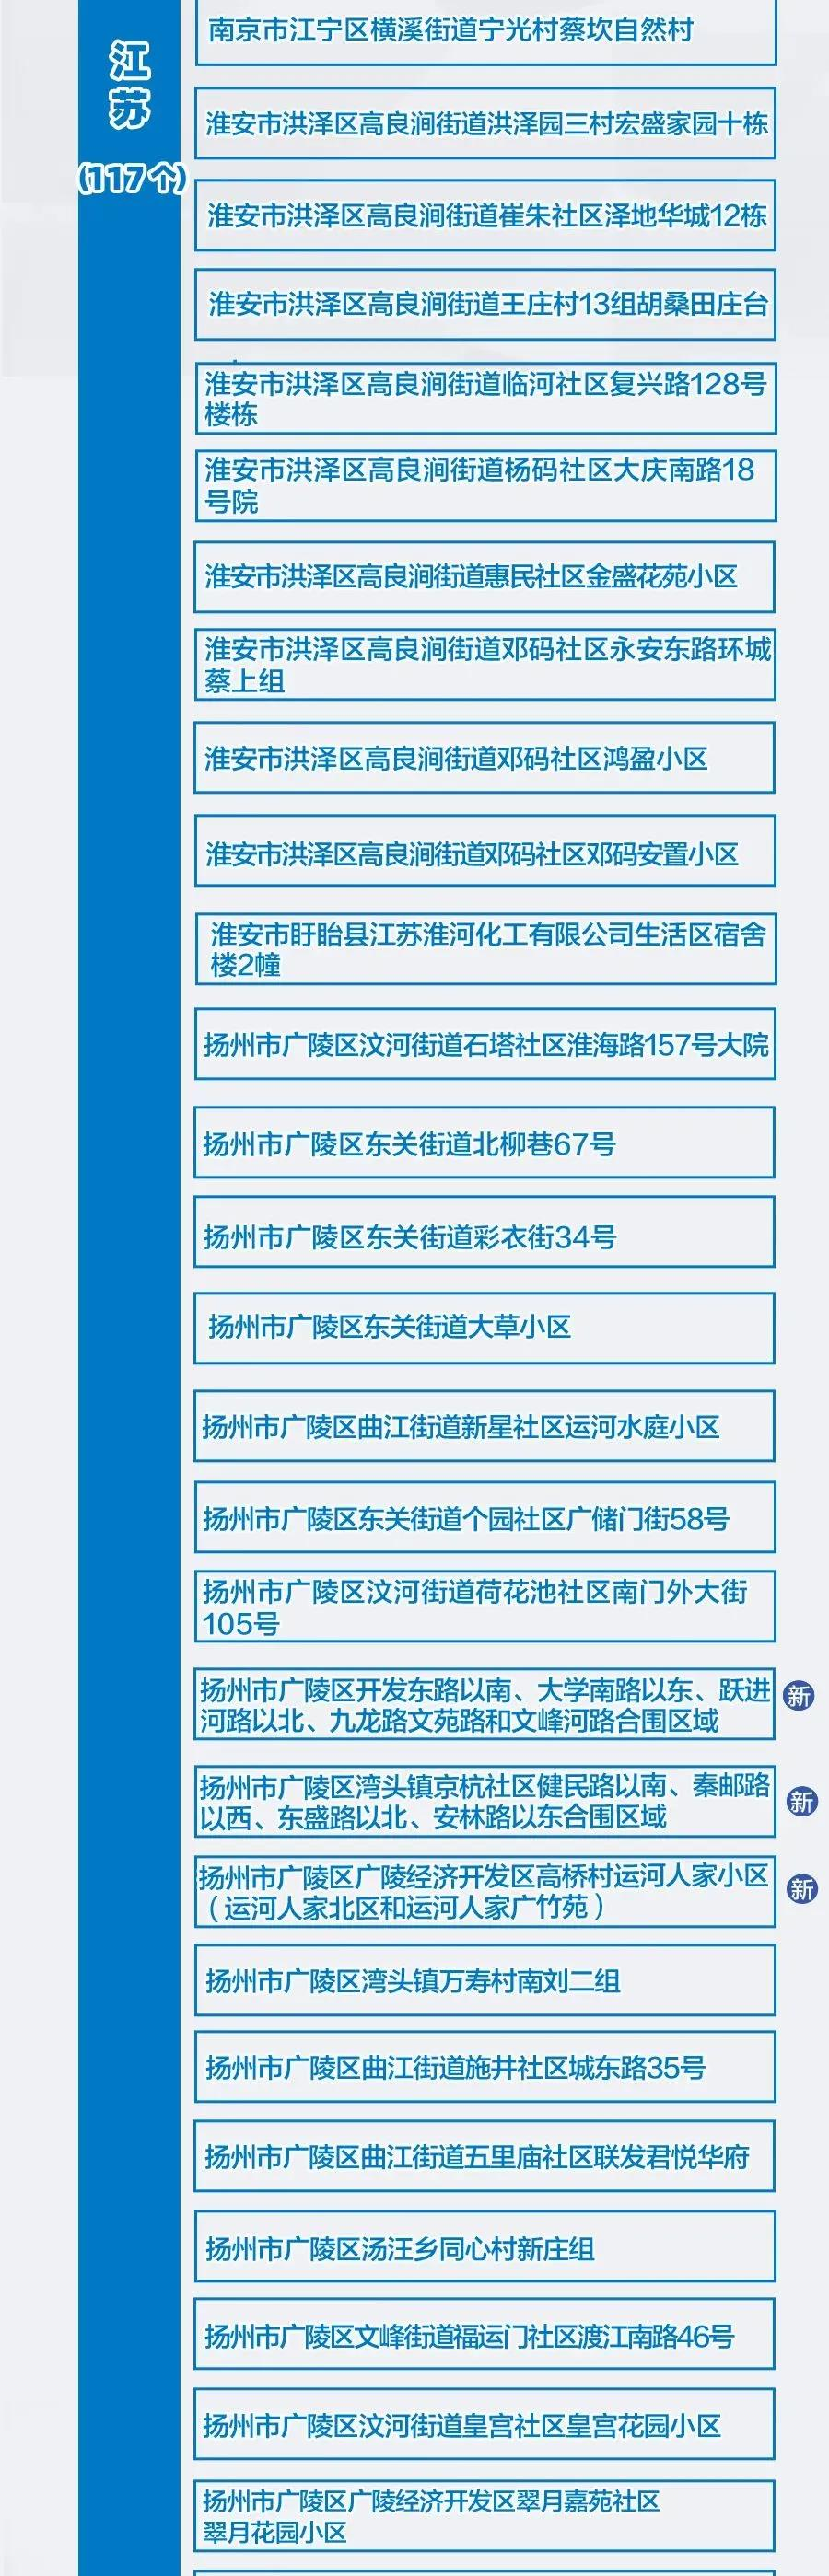 江
苏
(117个)
南京市江宁区横溪街道宁光村蔡坎自然村
淮安市洪泽区高良涧街道洪泽园三村宏盛家园十栋
淮安市洪泽区高良涧街道崔朱社区泽地华城12栋
淮安市洪泽区高良涧街道王庄村13组胡桑田庄台
淮安市洪泽区高良涧街道临河社区复兴路128号
楼栋
淮安市洪泽区高良涧街道杨码社区大庆南路18
号院
淮安市洪泽区高良涧街道惠民社区金盛花苑小区
淮安市洪泽区高良涧街道邓码社区永安东路环城
蔡上组
淮安市洪泽区高良涧街道邓码社区鸿盈小区
淮安市洪泽区高良涧街道邓码社区邓码安置小区
淮安市盱眙县江苏淮河化工有限公司生活区宿舍
楼2幢
扬州市广陵区汶河街道石塔社区淮海路157号大院
扬州市广陵区东关街道北柳巷67号
扬州市广陵区东关街道彩衣街34号
扬州市广陵区东关街道大草小区
扬州市广陵区曲江街道新星社区运河水庭小区
扬州市广陵区东关街道个园社区广储门街58号
扬州市广陵区汶河街道荷花池社区南门外大街
105号
扬州市广陵区开发东路以南、大学南路以东、跃进
河路以北、九龙路文苑路和文峰河路合围区域
新
扬州市广陵区湾头镇京杭社区健民路以南、秦邮路
以西、东盛路以北、安林路以东合围区域
新
扬州市广陵区广陵经济开发区高桥村运河人家小区
（运河人家北区和运河人家广竹苑）
新
扬州市广陵区湾头镇万寿村南刘二组
扬州市广陵区曲江街道施井社区城东路35号
扬州市广陵区曲江街道五里庙社区联发君悦华府
扬州市广陵区汤汪乡同心村新庄组
扬州市广陵区文峰街道福运门社区渡江南路46号
扬州市广陵区汶河街道皇宫社区皇宫花园小区
扬州市广陵区广陵经济开发区翠月嘉苑社区
翠月花园小区